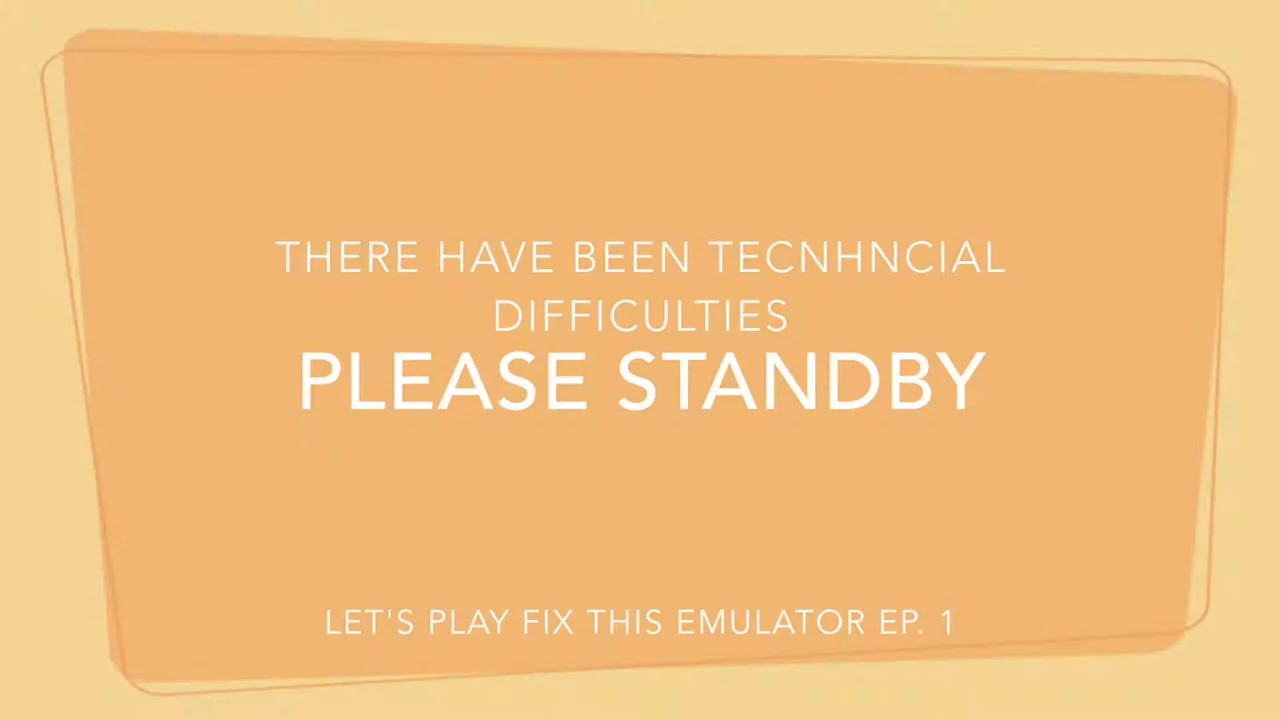 THERE HAVE BEEN TECNHNCIAL
DIFFICULTIES
PLEASE STANDBY
LET'S PLAY FIX THIS EMULATOR EP. 1